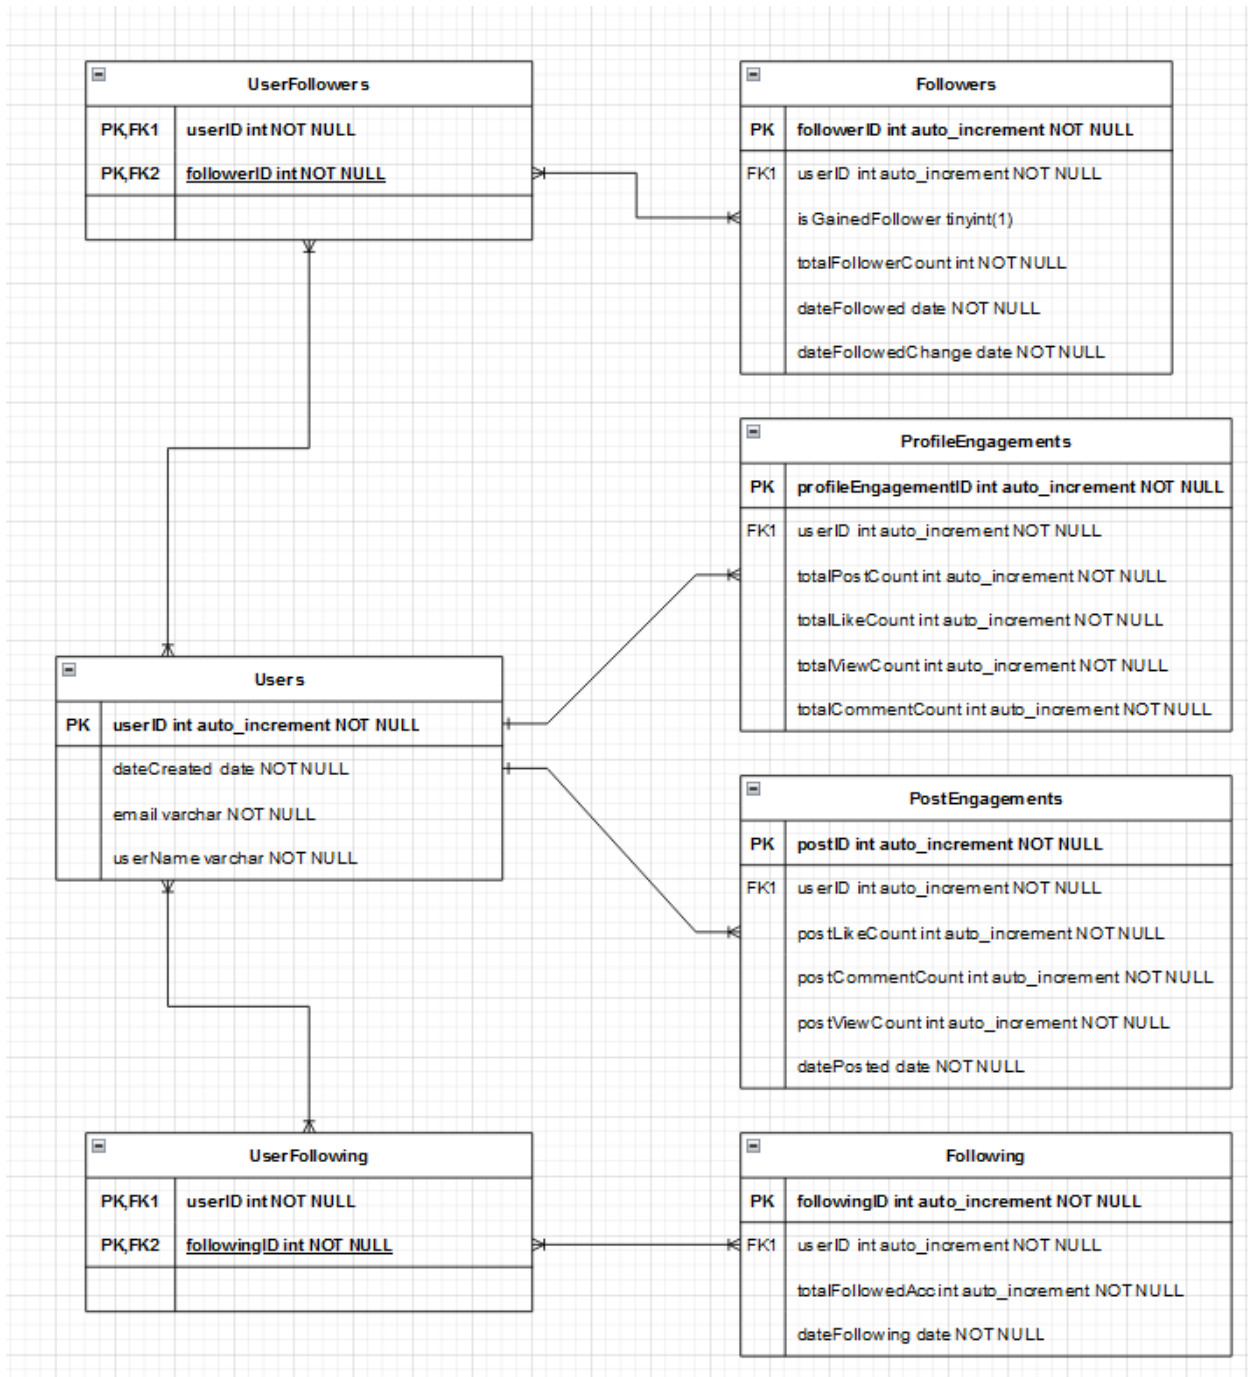 UserFollowers
PK,FK1 userID int NOT NULL
PK,FK2 followerID int NOT NULL
Followers
PK followerID int auto_increment NOT NULL
FK1 userID int auto_increment NOT NULL
isGainedFollower tinyint(1)
totalFollowerCount int NOT NULL
dateFollowed date NOT NULL
dateFollowedChange date NOT NULL
ProfileEngagements
PK profileEngagementID int auto_increment NOT NULL
FK1 userID int auto_increment NOT NULL
totalPostCount int auto_increment NOT NULL
totalLikeCount int auto_increment NOT NULL
totalViewCount int auto_increment NOT NULL
totalCommentCount int auto_increment NOT NULL
Users
PK userID int auto_increment NOT NULL
dateCreated date NOT NULL
email varchar NOT NULL
userName varchar NOT NULL
PostEngagements
PK postID int auto_increment NOT NULL
FK1 userID int auto_increment NOT NULL
postLikeCount int auto_increment NOT NULL
postCommentCount int auto_increment NOT NULL
postViewCount int auto_increment NOT NULL
datePosted date NOT NULL
UserFollowing
PK,FK1 userID int NOT NULL
PK,FK2 followingID int NOT NULL
Following
PK followingID int auto_increment NOT NULL
FK1 userID int auto_increment NOT NULL
totalFollowedAcc int auto_increment NOT NULL
dateFollowing date NOT NULL